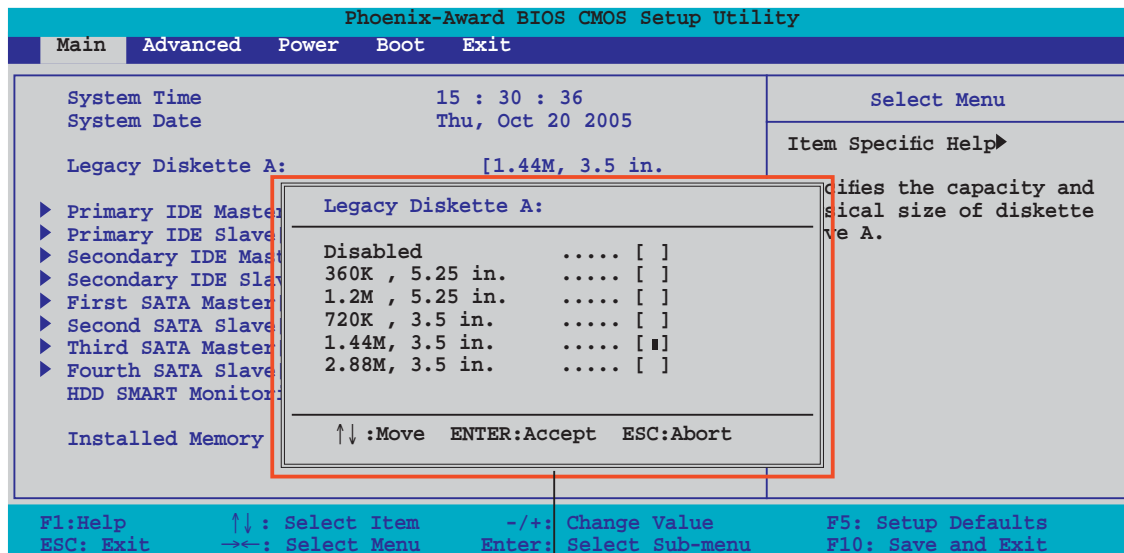 Phoenix-Award BIOS CMOS Setup Utility
Main Advanced Power Boot Exit
System Time 15 : 30 : 36
System Date Thu, Oct 20 2005
Legacy Diskette A: [1.44M, 3.5 in.
Primary IDE Master
Primary IDE Slave
Secondary IDE Mast
Secondary IDE Slav
First SATA Master
Second SATA Slave
Third SATA Master
Fourth SATA Slave
HDD SMART Monitori
Installed Memory
Legacy Diskette A:
Disabled ..... [ ]
360K , 5.25 in. ..... [ ]
1.2M , 5.25 in. ..... [ ]
720K , 3.5 in. ..... [ ]
1.44M, 3.5 in. ..... [∎]
2.88M, 3.5 in. ..... [ ]
↑↓ :Move ENTER:Accept ESC:Abort
Select Menu
Item Specific Help▶
cifies the capacity and
sical size of diskette
ve A.
F1:Help ↑↓ : Select Item -/+: Change Value F5: Setup Defaults
ESC: Exit →←: Select Menu Enter: Select Sub-menu F10: Save and Exit